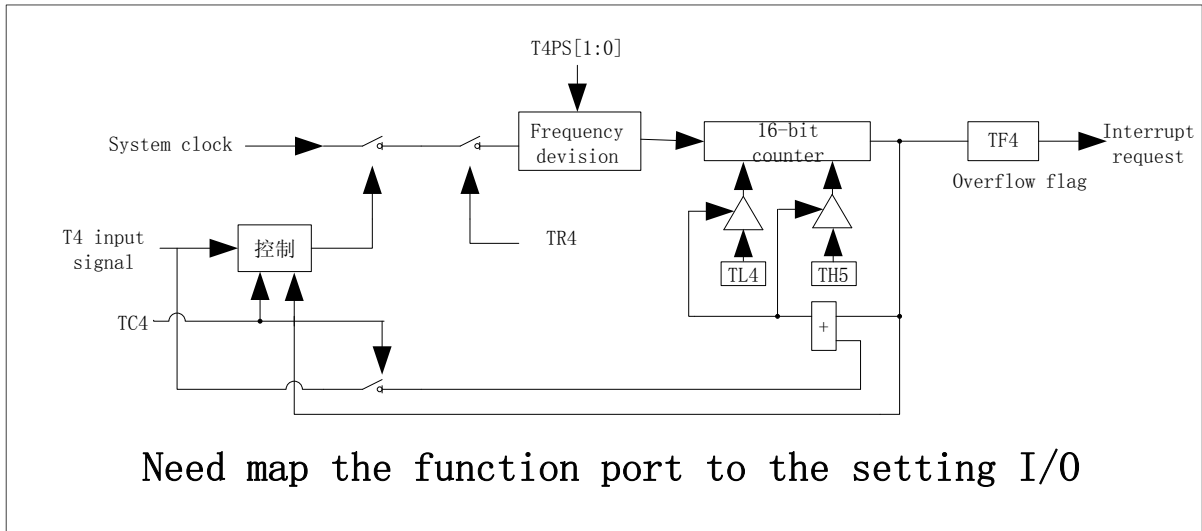 T4PS[1:0]
System clock
Frequency
devision
16-bit
counter
TF4
Interrupt
request
Overflow flag
T4 input
signal
控制
TR4
TL4
TH5
TC4
+
Need map the function port to the setting I/O